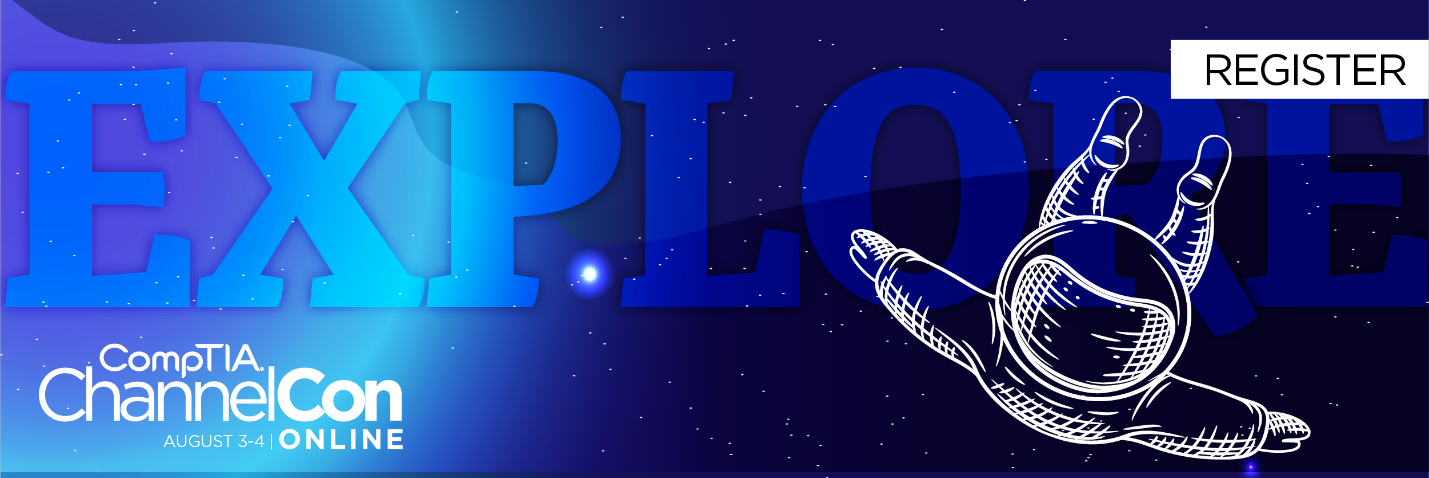 EXPLORE
REGISTER
CompTIA.
ChannelCon
AUGUST 3-4 | ONLINE